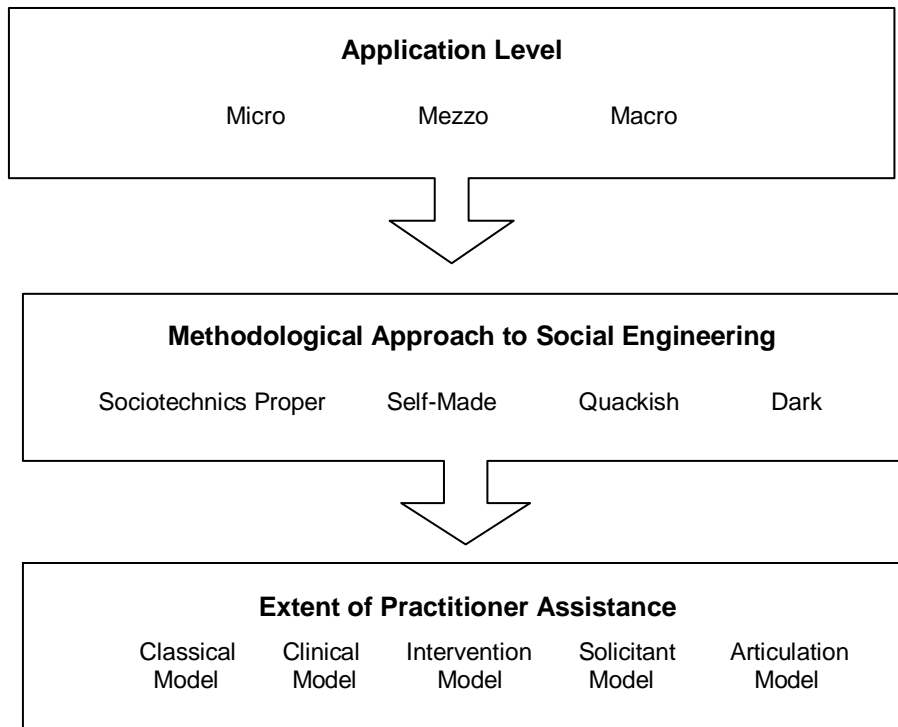 Application Level
Micro Mezzo Macro
Methodological Approach to Social Engineering
Sociotechnics Proper Self-Made Quackish Dark
Extent of Practitioner Assistance
Classical Clinical Intervention Solicitant Articulation
Model Model Model Model Model